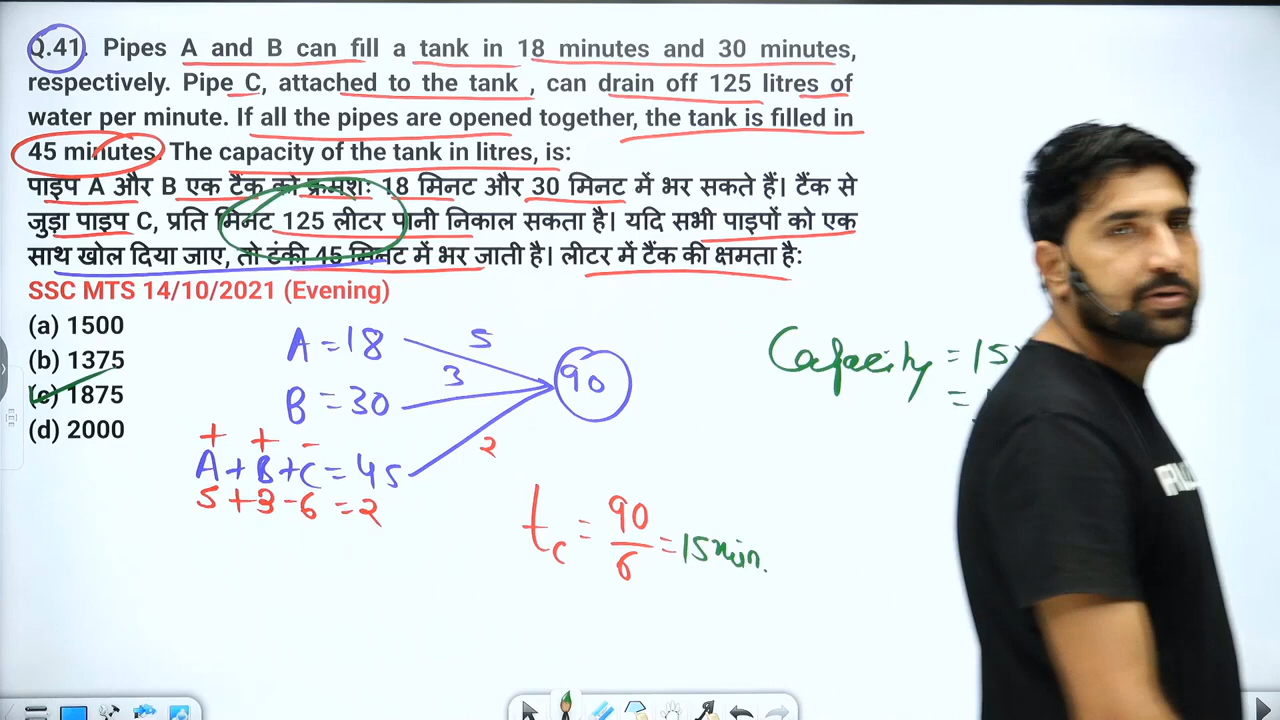 Q.41. Pipes A and B can fill a tank in 18 minutes and 30 minutes,
respectively. Pipe C, attached to the tank , can drain off 125 litres of
water per minute. If all the pipes are opened together, the tank is filled in
45 minutes. The capacity of the tank in litres, is:
पाइप A और B एक टैंक को क्रमशः 18 मिनट और 30 मिनट में भर सकते हैं। टैंक से
जुड़ा पाइप C, प्रति मिनट 125 लीटर पानी निकाल सकता है। यदि सभी पाइपों को एक
साथ खोल दिया जाए, तो टंकी 45 मिनट में भर जाती है। लीटर में टैंक की क्षमता है:
SSC MTS 14/10/2021 (Evening)
(a) 1500
(b) 1375
(c) 1875
(d) 2000
A = 18
5
B = 30
3
90
+ + -
A + B + C = 45
2
5 + 3 - 6 = 2
tc = 90/6 = 15 min.
Capacity = 15
=